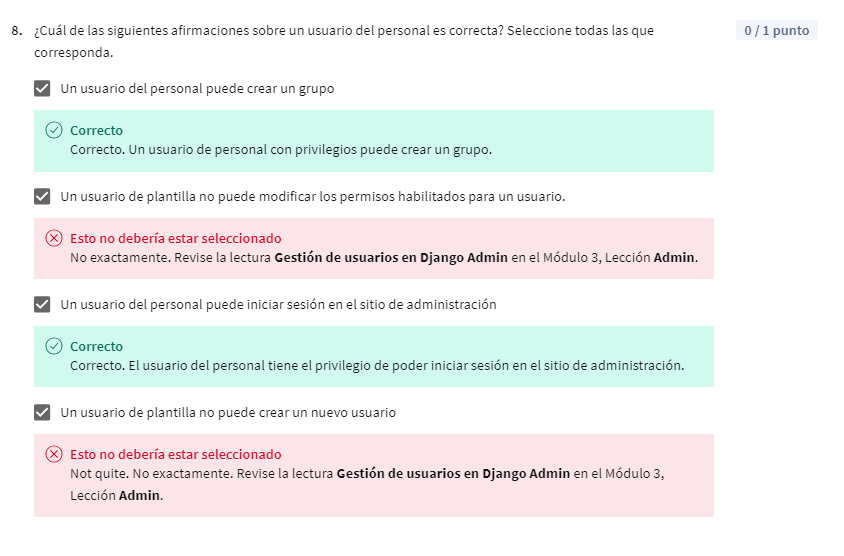 8. ¿Cuál de las siguientes afirmaciones sobre un usuario del personal es correcta? Seleccione todas las que
corresponda.
0 / 1 punto
Un usuario del personal puede crear un grupo
Correcto
Correcto. Un usuario de personal con privilegios puede crear un grupo.
Un usuario de plantilla no puede modificar los permisos habilitados para un usuario.
Esto no debería estar seleccionado
No exactamente. Revise la lectura Gestión de usuarios en Django Admin en el Módulo 3, Lección Admin.
Un usuario del personal puede iniciar sesión en el sitio de administración
Correcto
Correcto. El usuario del personal tiene el privilegio de poder iniciar sesión en el sitio de administración.
Un usuario de plantilla no puede crear un nuevo usuario
Esto no debería estar seleccionado
Not quite. No exactamente. Revise la lectura Gestión de usuarios en Django Admin en el Módulo 3,
Lección Admin.